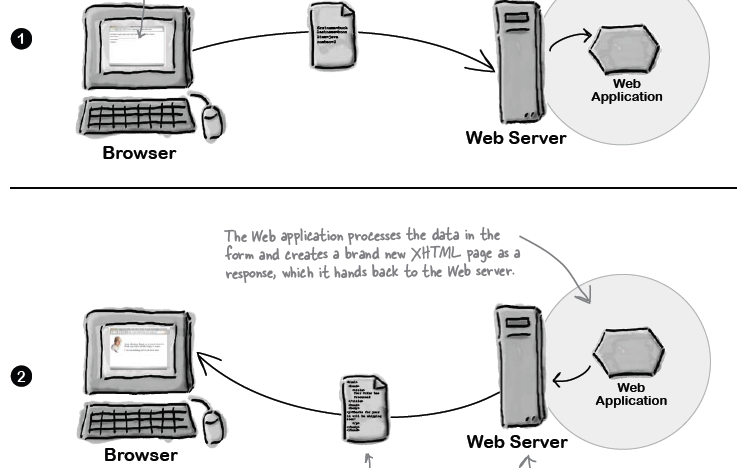 1
Web
Application
Web Server
Browser
The Web application processes the data in the
form and creates a brand new XHTML page as a
response, which it hands back to the Web server.
2
Web
Application
Web Server
Browser